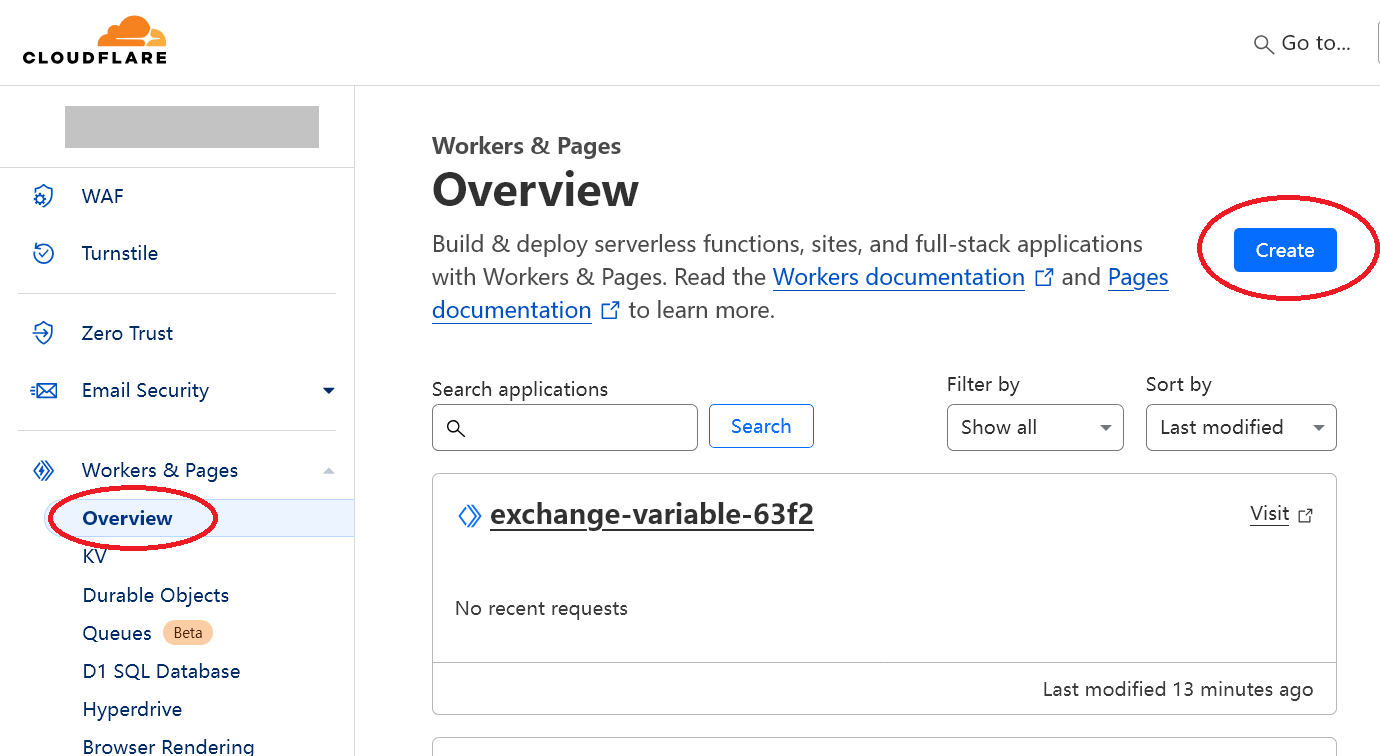 CLOUDFLARE
Go to...
WAF
Turnstile
Zero Trust
Email Security
Workers & Pages
Overview
KV
Durable Objects
Queues Beta
D1 SQL Database
Hyperdrive
Browser Rendering
Workers & Pages
Overview
Build & deploy serverless functions, sites, and full-stack applications
with Workers & Pages. Read the Workers documentation and Pages
documentation to learn more.
Create
Search applications
Search
Filter by
Show all
Sort by
Last modified
exchange-variable-63f2
Visit
No recent requests
Last modified 13 minutes ago